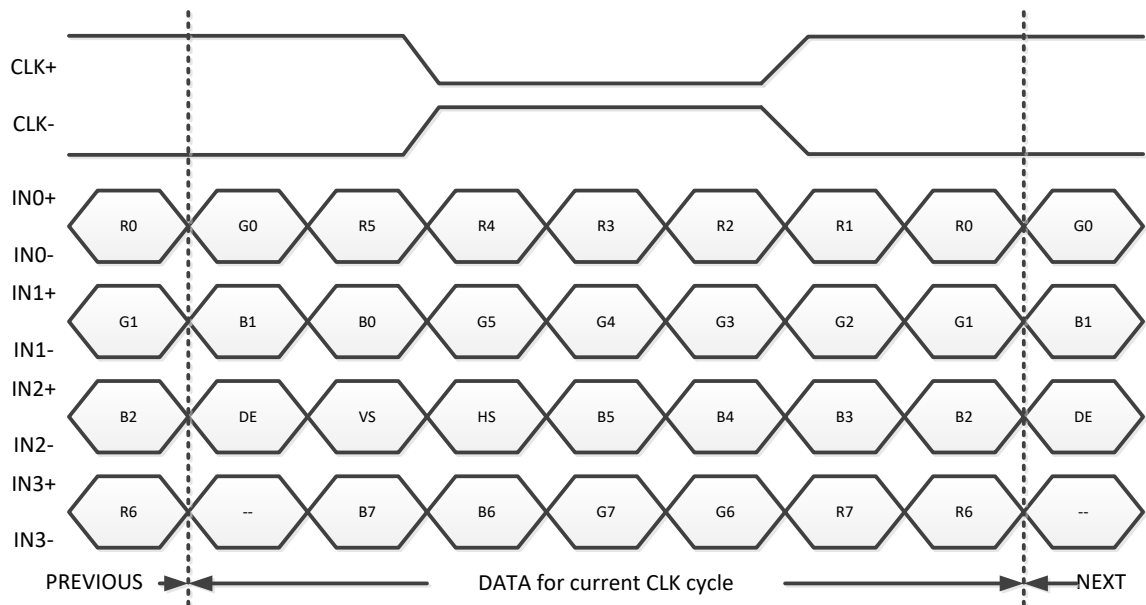 CLK+
CLK-
IN0+
R0 G0 R5 R4 R3 R2 R1 R0 G0
IN0-
IN1+
G1 B1 B0 G5 G4 G3 G2 G1 B1
IN1-
IN2+
B2 DE VS HS B5 B4 B3 B2 DE
IN2-
IN3+
R6 -- B7 B6 G7 G6 R7 R6 --
IN3-
PREVIOUS DATA for current CLK cycle NEXT